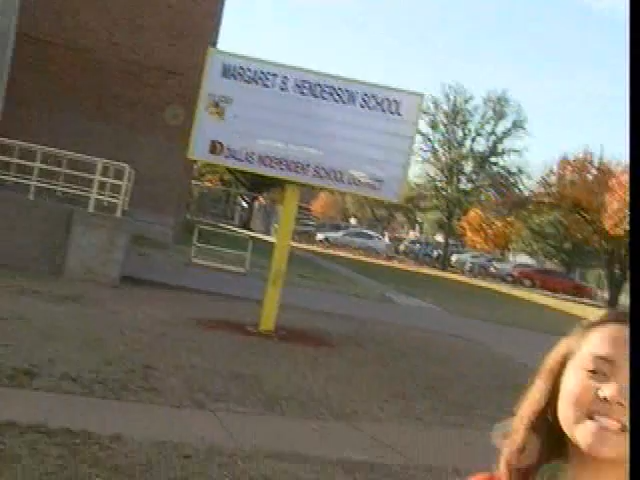 MARGARET B. HENDERSON SCHOOL
DALLAS INDEPENDENT SCHOOL DISTRICT